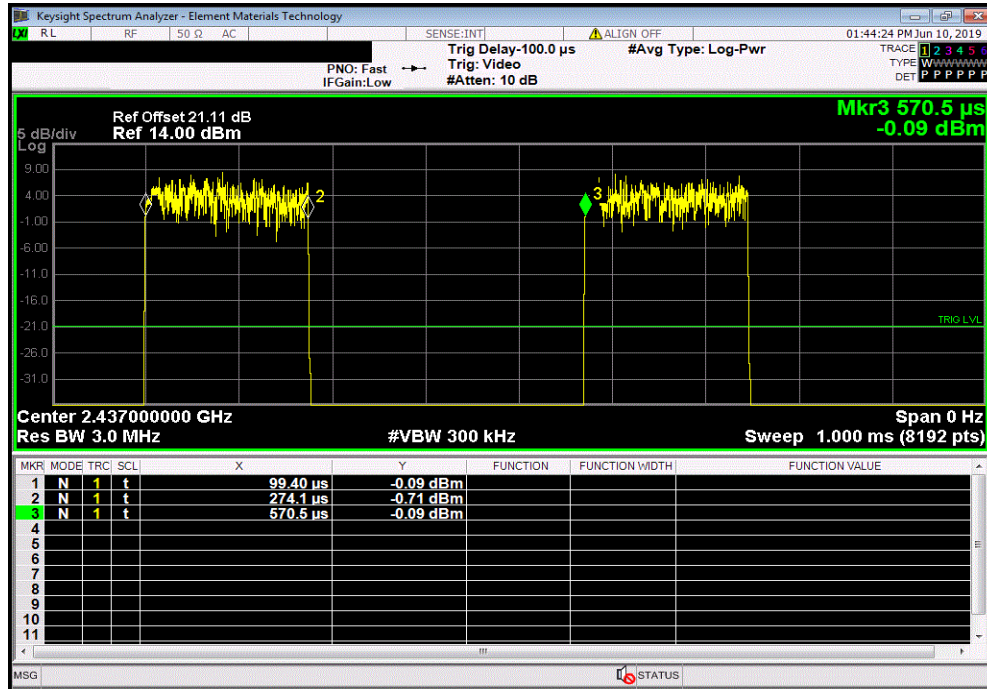 Keysight Spectrum Analyzer - Element Materials Technology
LXI RL RF 50 Ω AC SENSE:INT ALIGN OFF 01:44:24 PM Jun 10, 2019
Trig Delay-100.0 µs #Avg Type: Log-Pwr TRACE 1 2 3 4 5 6
PNO: Fast Trig: Video TYPE WWWWWW
IFGain:Low #Atten: 10 dB DET P P P P P P
Mkr3 570.5 µs
-0.09 dBm
Ref Offset 21.11 dB
5 dB/div Ref 14.00 dBm
Log
9.00
4.00
2
3
-1.00
-6.00
-11.0
-16.0
-21.0
TRIG LVL
-26.0
-31.0
Center 2.437000000 GHz Span 0 Hz
Res BW 3.0 MHz #VBW 300 kHz Sweep 1.000 ms (8192 pts)
MKR MODE TRC SCL X Y FUNCTION FUNCTION WIDTH FUNCTION VALUE
1 N 1 t 99.40 µs -0.09 dBm
2 N 1 t 274.1 µs -0.71 dBm
3 N 1 t 570.5 µs -0.09 dBm
4
5
6
7
8
9
10
11
MSG STATUS